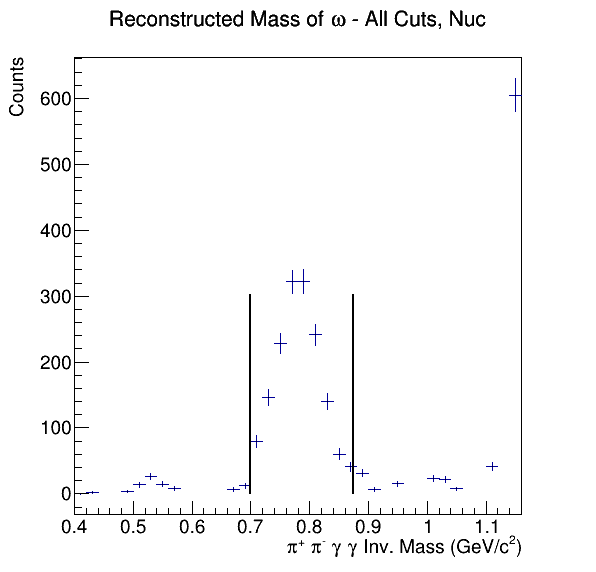 Reconstructed Mass of ω - All Cuts, Nuc
Counts
600
500
400
300
200
100
0
0.4 0.5 0.6 0.7 0.8 0.9 1 1.1
π⁺ π⁻ γ γ Inv. Mass (GeV/c²)